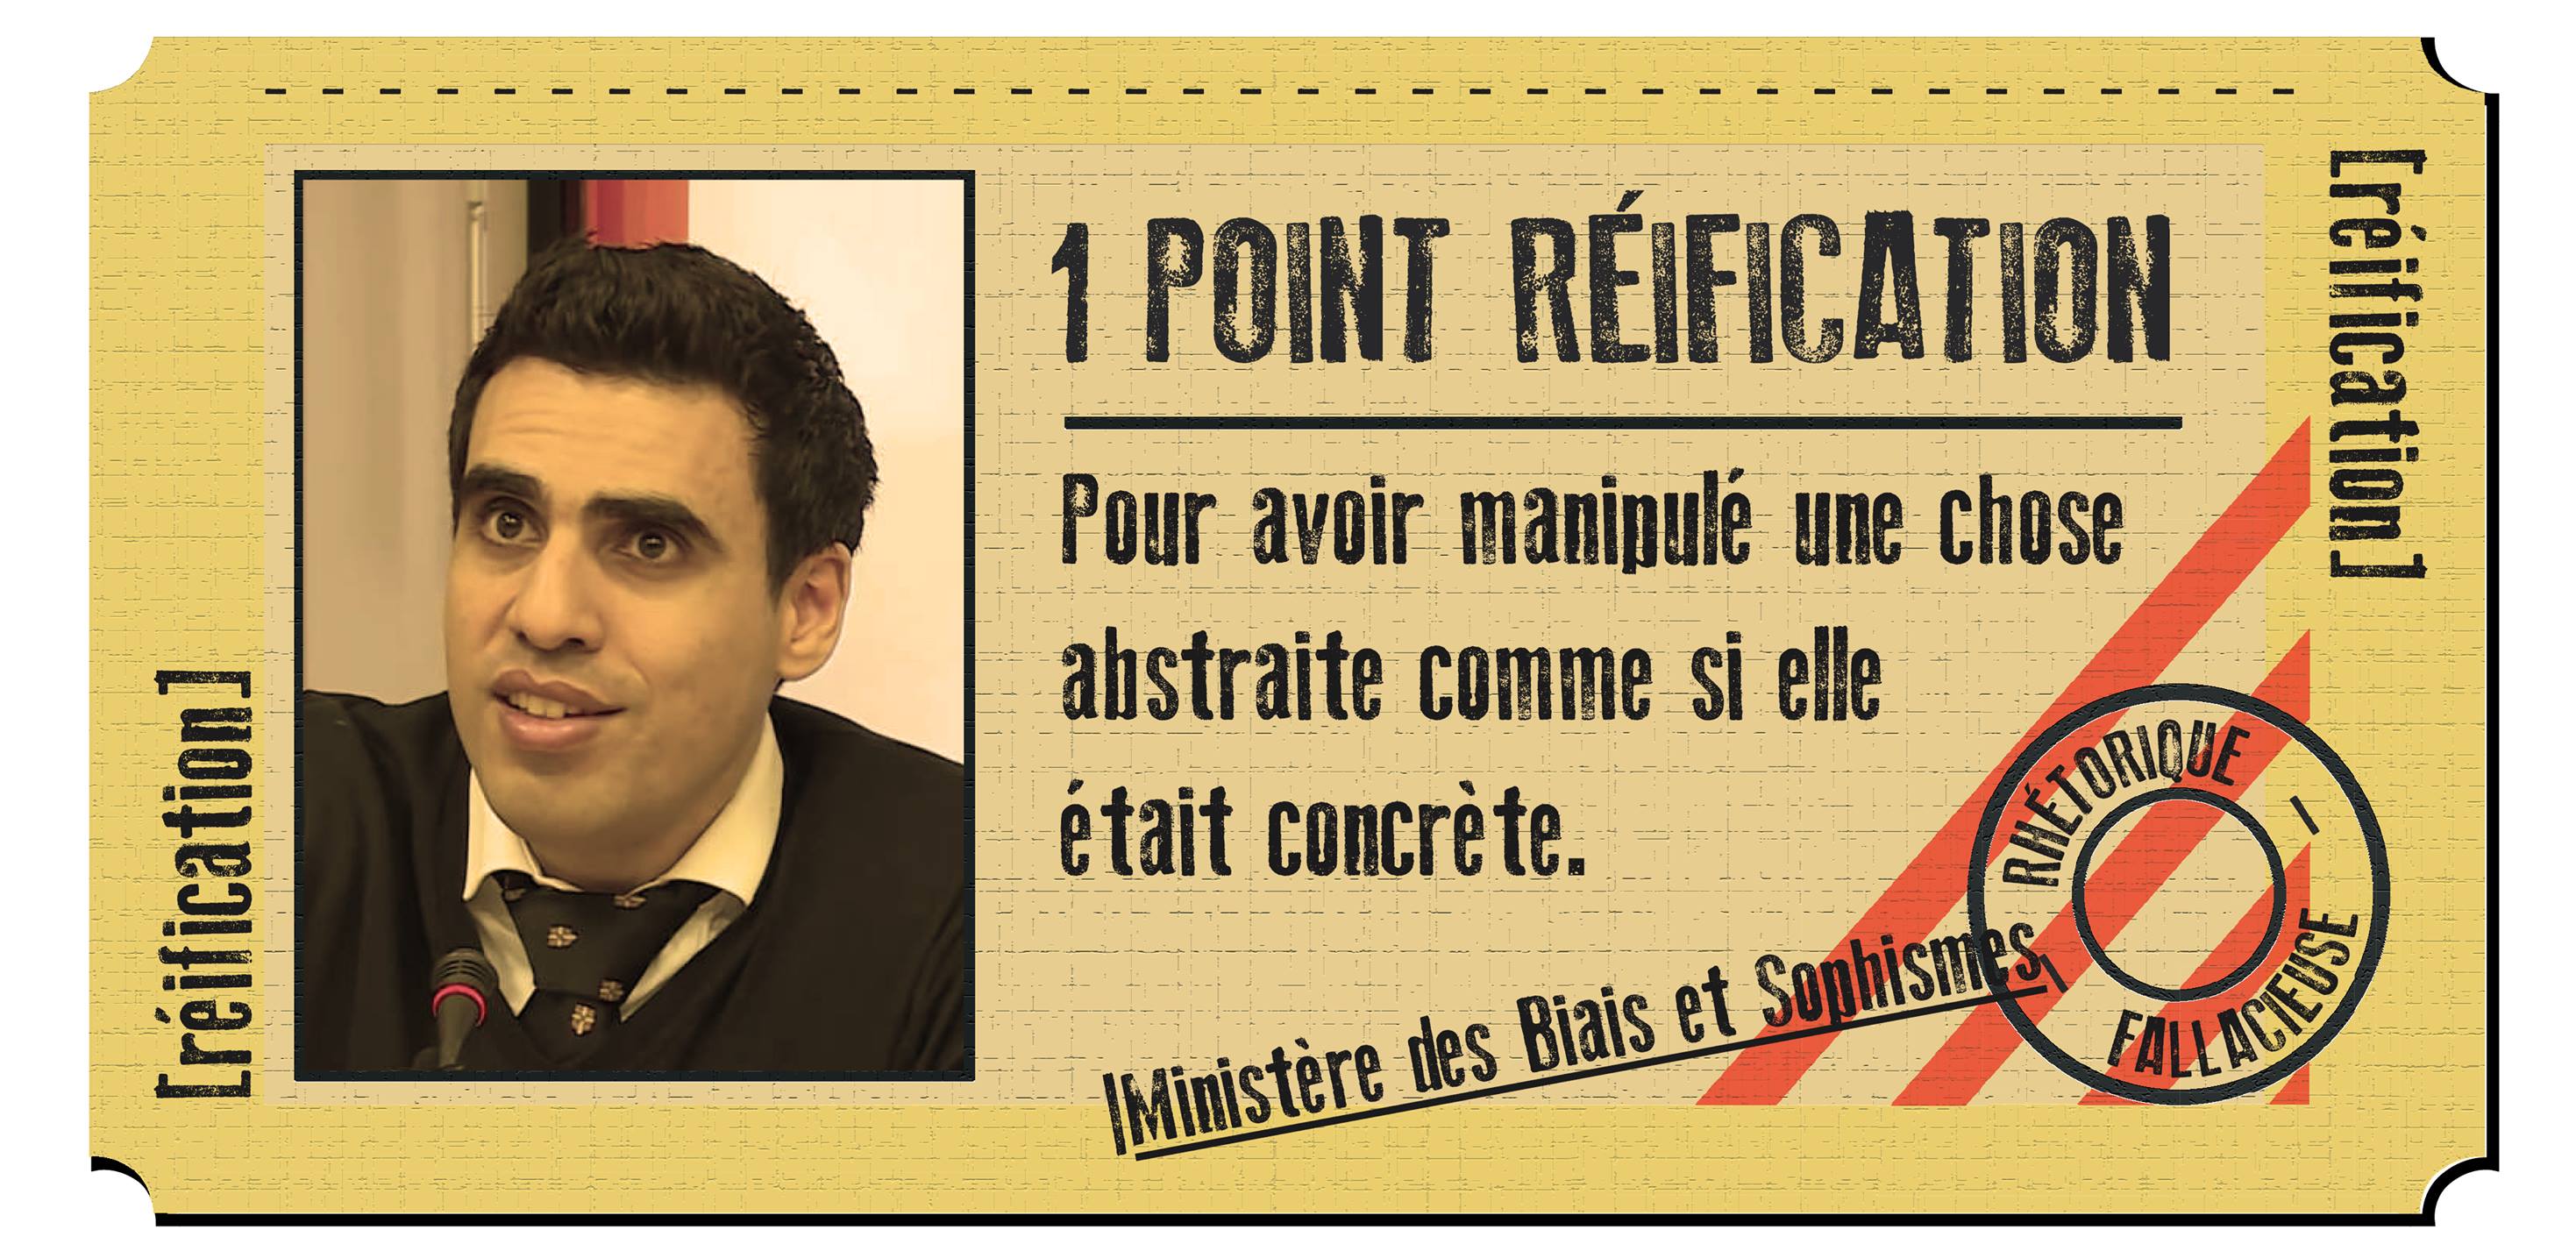 [réification]
1 POINT RÉIFICATION
Pour avoir manipulé une chose
abstraite comme si elle
était concrète.
|Ministère des Biais et Sophismes|
RHÉTORIQUE
FALLACIEUSE
[réification]